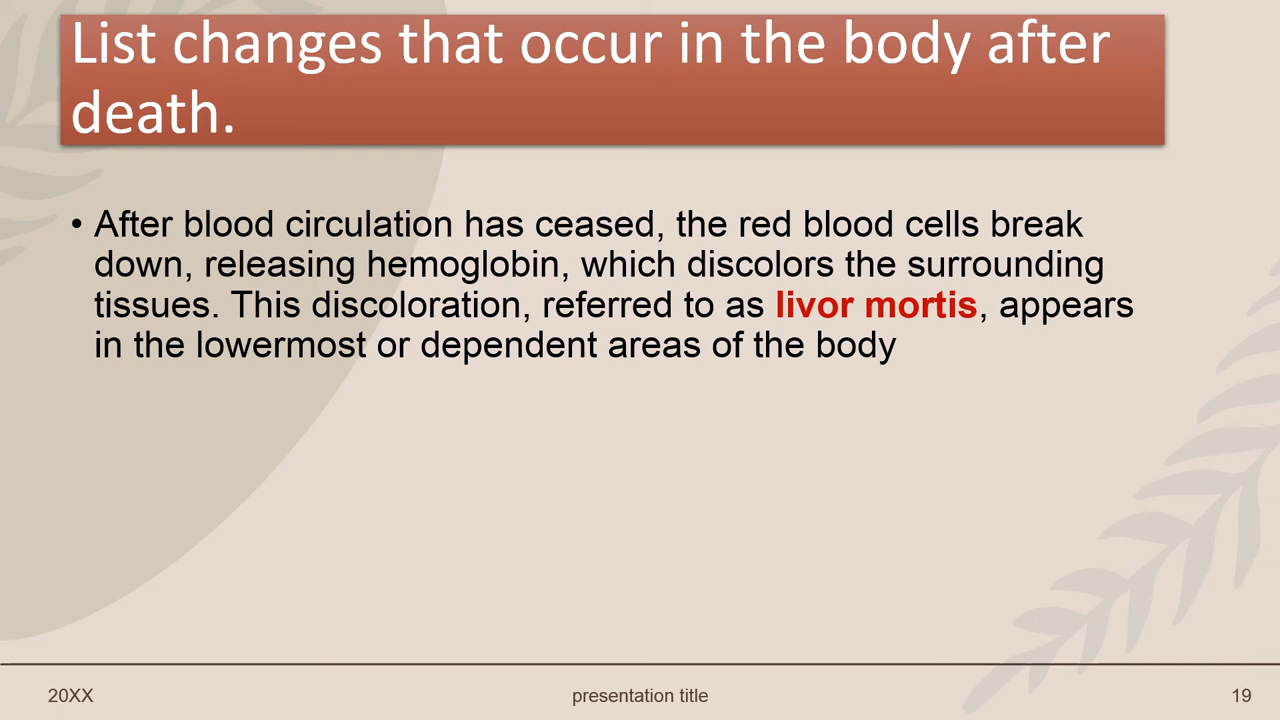 List changes that occur in the body after
death.
• After blood circulation has ceased, the red blood cells break
down, releasing hemoglobin, which discolors the surrounding
tissues. This discoloration, referred to as livor mortis, appears
in the lowermost or dependent areas of the body
20XX
presentation title
19